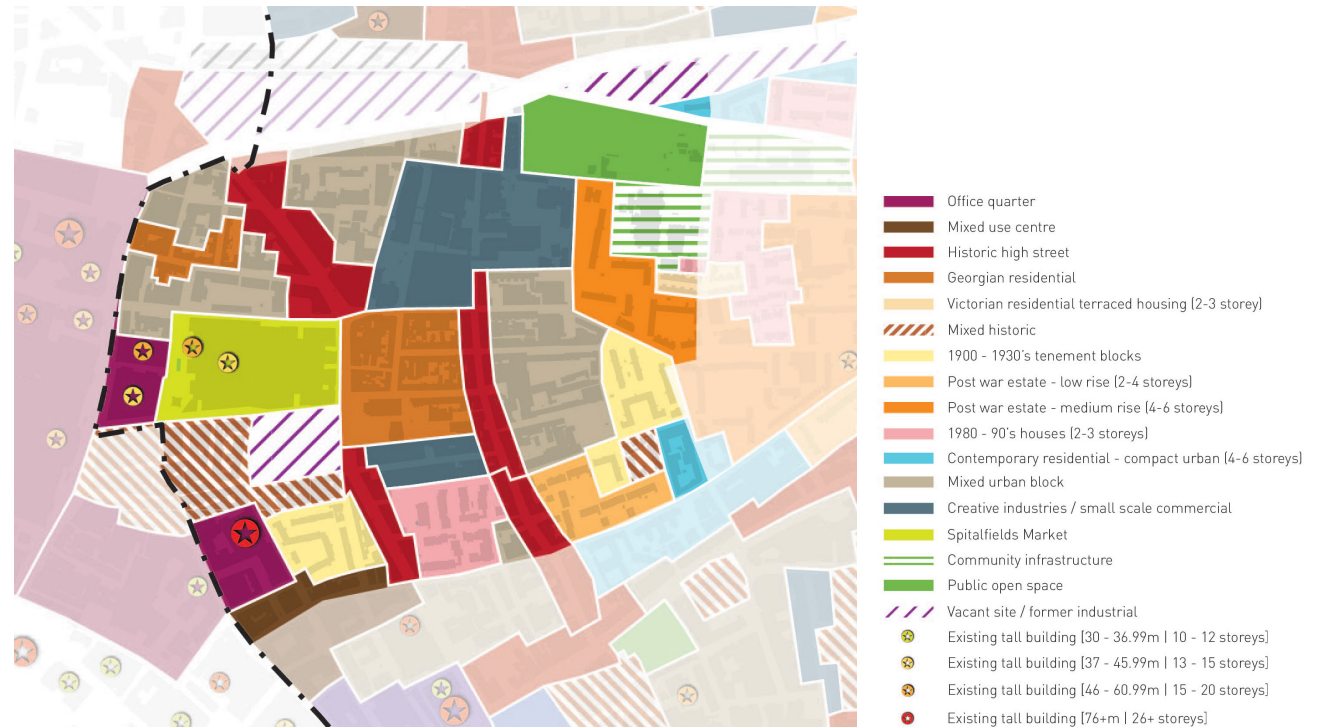 Office quarter
Mixed use centre
Historic high street
Georgian residential
Victorian residential terraced housing (2-3 storey)
Mixed historic
1900 - 1930's tenement blocks
Post war estate - low rise (2-4 storeys)
Post war estate - medium rise (4-6 storeys)
1980 - 90's houses (2-3 storeys)
Contemporary residential - compact urban (4-6 storeys)
Mixed urban block
Creative industries / small scale commercial
Spitalfields Market
Community infrastructure
Public open space
Vacant site / former industrial
Existing tall building [30 - 36.99m | 10 - 12 storeys]
Existing tall building [37 - 45.99m | 13 - 15 storeys]
Existing tall building [46 - 60.99m | 15 - 20 storeys]
Existing tall building [76+m | 26+ storeys]